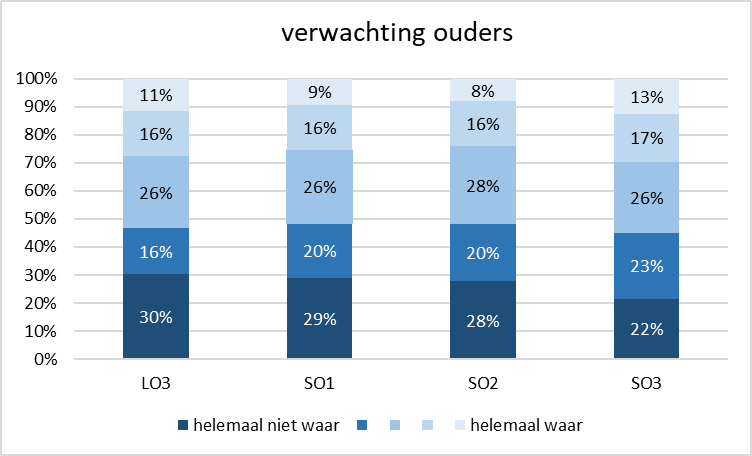 verwachting ouders
100%
90%
80%
70%
60%
50%
40%
30%
20%
10%
0%
11% 9% 8% 13%
16% 16% 16% 17%
26% 26% 28% 26%
16% 20% 20% 23%
30% 29% 28% 22%
LO3 SO1 SO2 SO3
helemaal niet waar helemaal waar